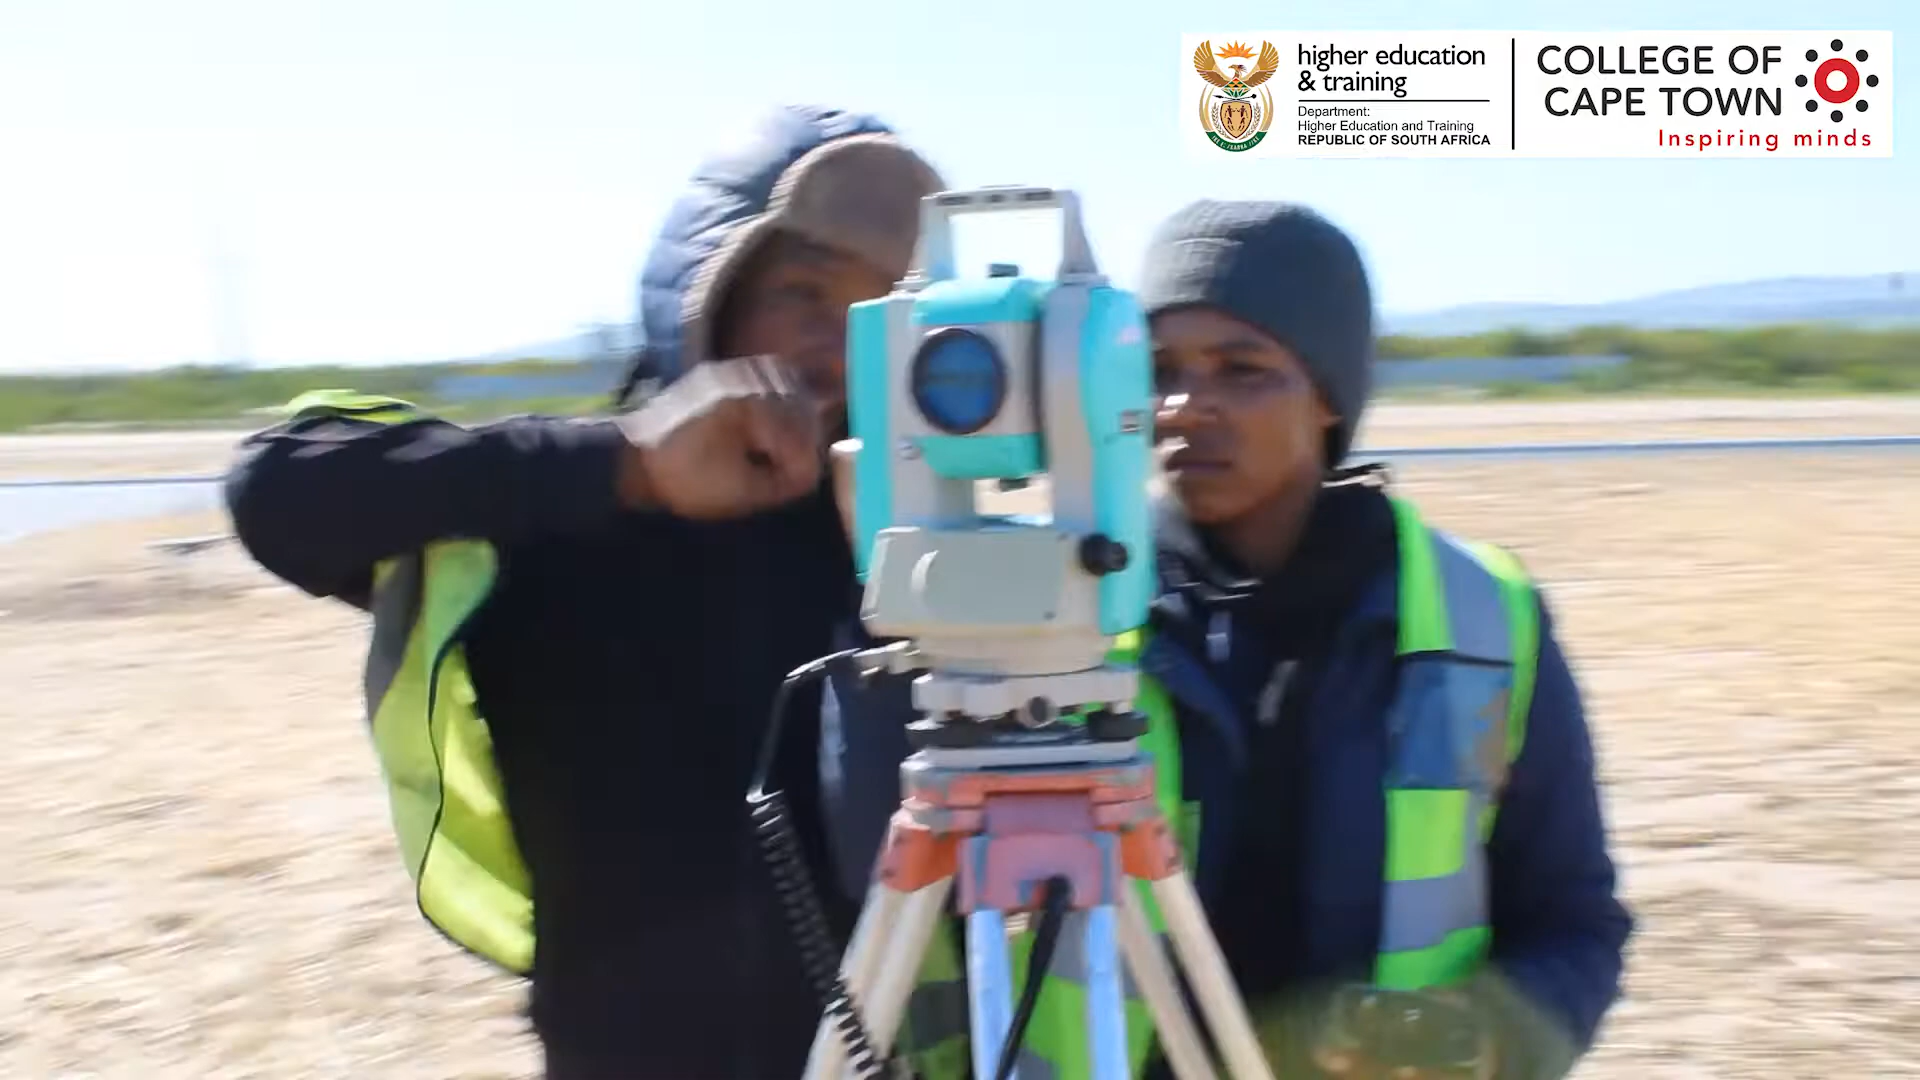 higher education
& training
Department:
Higher Education and Training
REPUBLIC OF SOUTH AFRICA
COLLEGE OF
CAPE TOWN
Inspiring minds